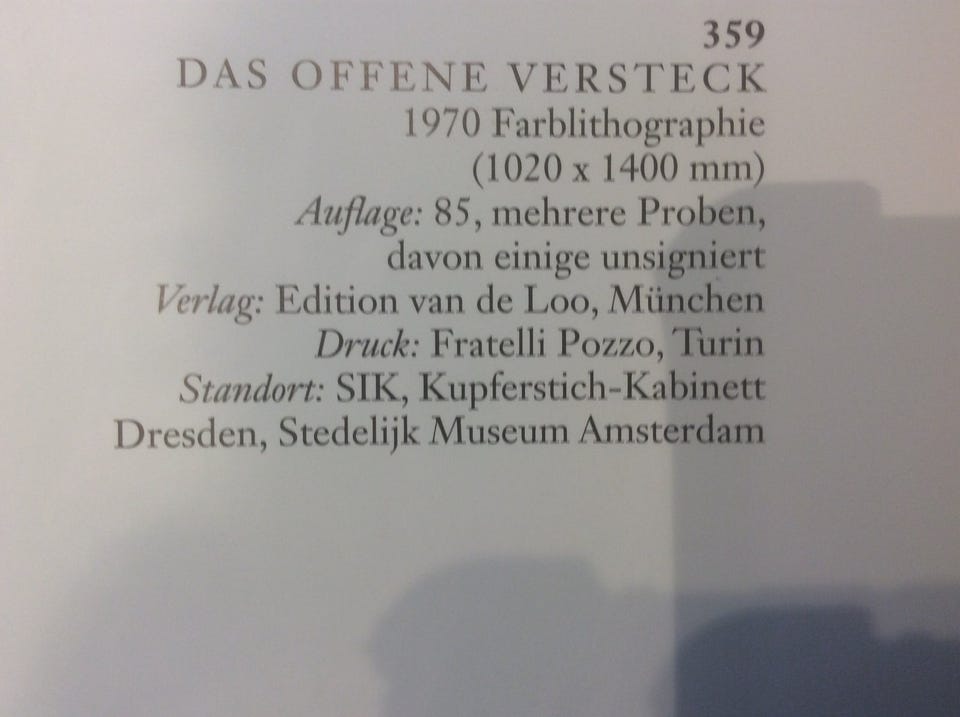 359
DAS OFFENE VERSTECK
1970 Farblithographie
(1020 x 1400 mm)
Auflage: 85, mehrere Proben,
davon einige unsigniert
Verlag: Edition van de Loo, München
Druck: Fratelli Pozzo, Turin
Standort: SIK, Kupferstich-Kabinett
Dresden, Stedelijk Museum Amsterdam